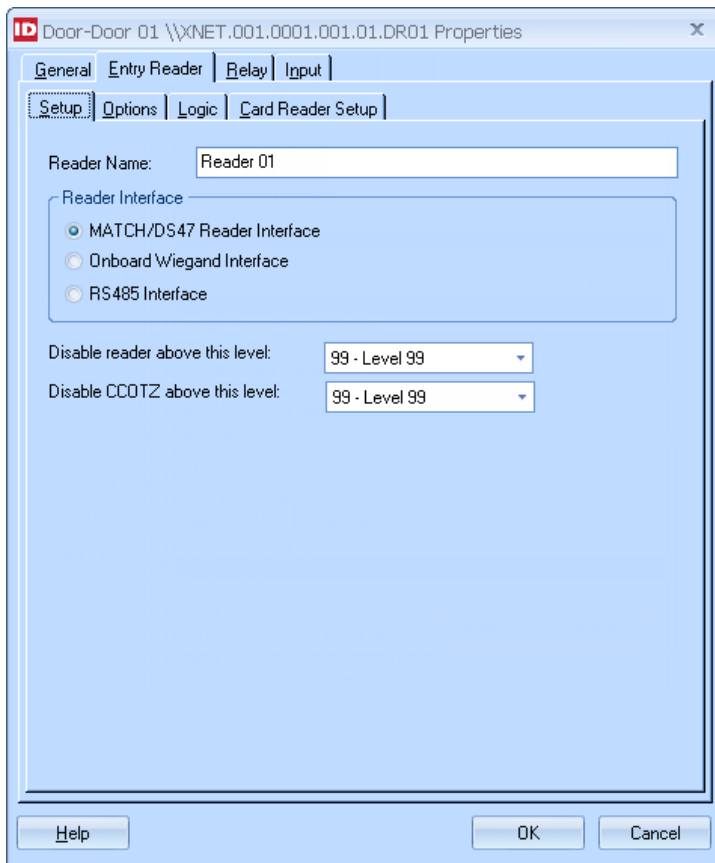 ID Door-Door 01 \\XNET.001.0001.001.01.DR01 Properties x
General Entry Reader Relay Input
Setup Options Logic Card Reader Setup
Reader Name: Reader 01
Reader Interface
MATCH/DS47 Reader Interface
Onboard Wiegand Interface
RS485 Interface
Disable reader above this level: 99 - Level 99
Disable CCOTZ above this level: 99 - Level 99
Help OK Cancel